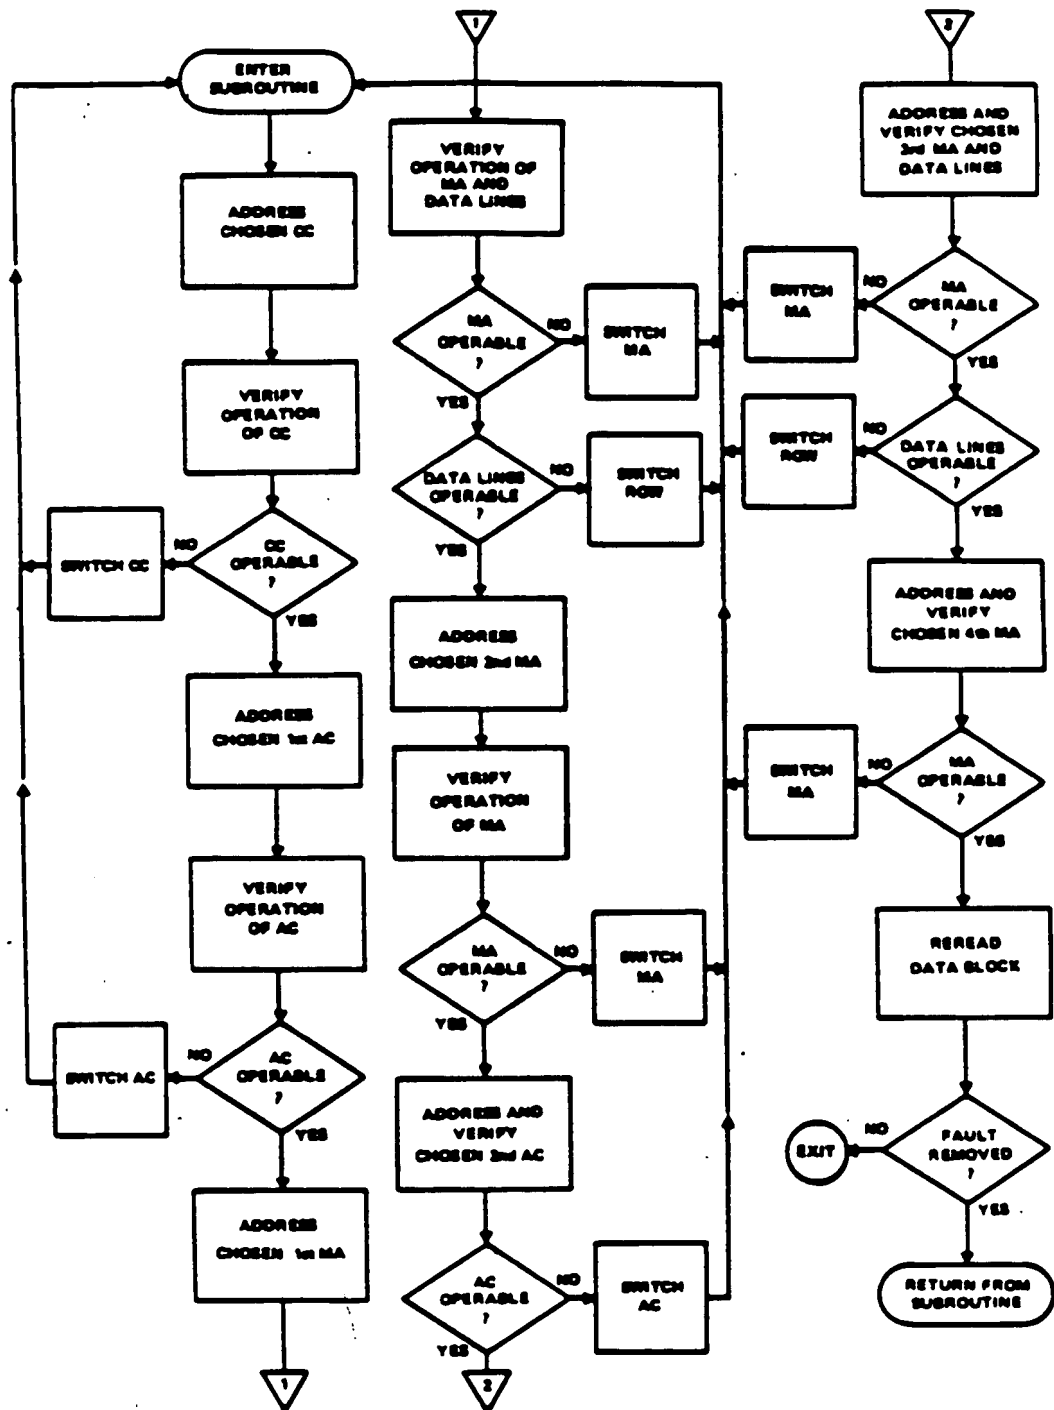 ENTER
SUBROUTINE
ADDRESS
CHOSEN CC
VERIFY
OPERATION
OF CC
CC
OPERABLE
?
NO
SWITCH CC
YES
ADDRESS
CHOSEN 1st AC
VERIFY
OPERATION
OF AC
AC
OPERABLE
?
NO
SWITCH AC
YES
ADDRESS
CHOSEN 1st MA
1
1
VERIFY
OPERATION OF
MA AND
DATA LINES
MA
OPERABLE
?
NO
SWITCH
MA
YES
DATA LINES
OPERABLE
?
NO
SWITCH
ROW
YES
ADDRESS
CHOSEN 2nd MA
VERIFY
OPERATION
OF MA
MA
OPERABLE
?
NO
SWITCH
MA
YES
ADDRESS AND
VERIFY
CHOSEN 2nd AC
AC
OPERABLE
?
NO
SWITCH
AC
YES
2
2
ADDRESS AND
VERIFY CHOSEN
3rd MA AND
DATA LINES
MA
OPERABLE
?
NO
SWITCH
MA
YES
DATA LINES
OPERABLE
?
NO
SWITCH
ROW
YES
ADDRESS AND
VERIFY
CHOSEN 4th MA
MA
OPERABLE
?
NO
SWITCH
MA
YES
REREAD
DATA BLOCK
FAULT
REMOVED
?
NO
EXIT
YES
RETURN FROM
SUBROUTINE